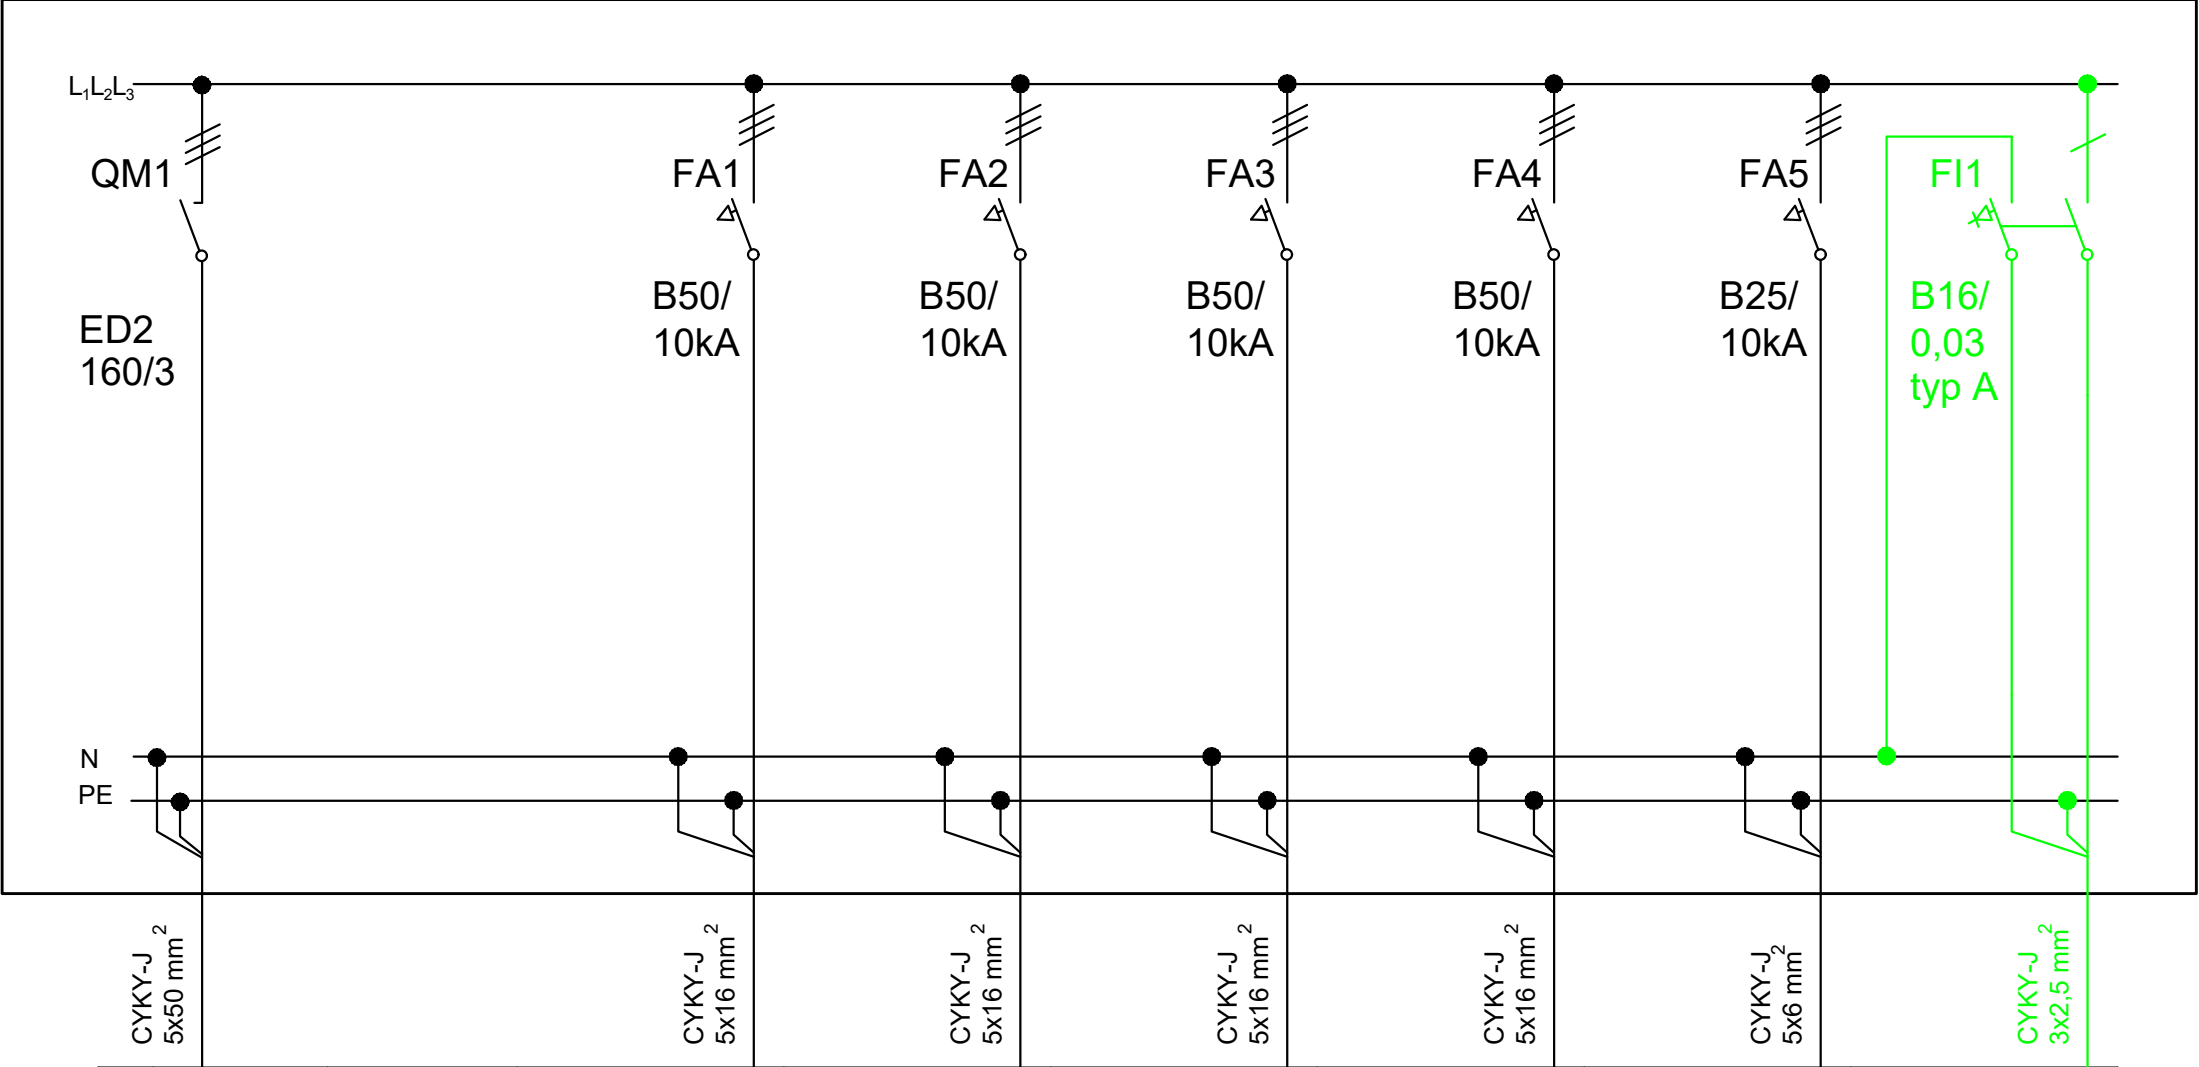 L₁L₂L₃
QM1
ED2
160/3
FA1
B50/
10kA
FA2
B50/
10kA
FA3
B50/
10kA
FA4
B50/
10kA
FA5
B25/
10kA
FI1
B16/
0,03
typ A
N
PE
CYKY-J
5x50 mm²
CYKY-J
5x16 mm²
CYKY-J
5x16 mm²
CYKY-J
5x16 mm²
CYKY-J
5x16 mm²
CYKY-J
5x6 mm²
CYKY-J
3x2,5 mm²